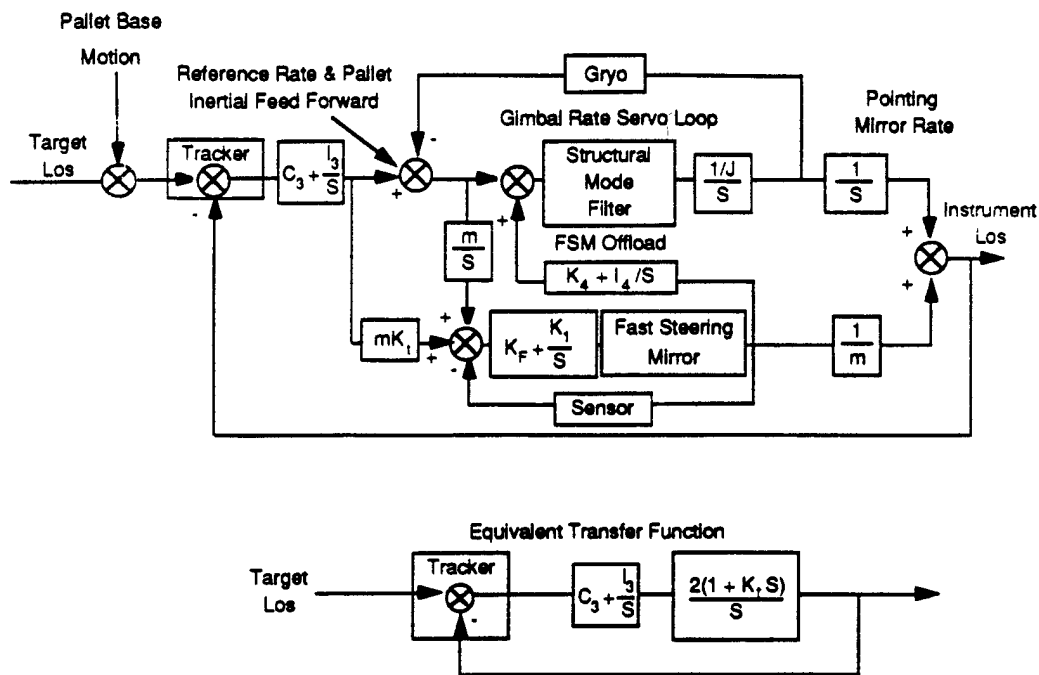 Pallet Base
Motion
Reference Rate & Pallet
Inertial Feed Forward
Gryo
Gimbal Rate Servo Loop
Pointing
Mirror Rate
Target
Los
Tracker
C3 + I3/S
Structural
Mode
Filter
1/J
S
1
S
Instrument
Los
-
+
+
+
+
-
m
S
FSM Offload
K4 + I4/S
mKt
+
+
-
KF + K1/S
Fast Steering
Mirror
1
m
Sensor
Equivalent Transfer Function
Target
Los
Tracker
-
C3 + I3/S
2(1 + Kt S)
S